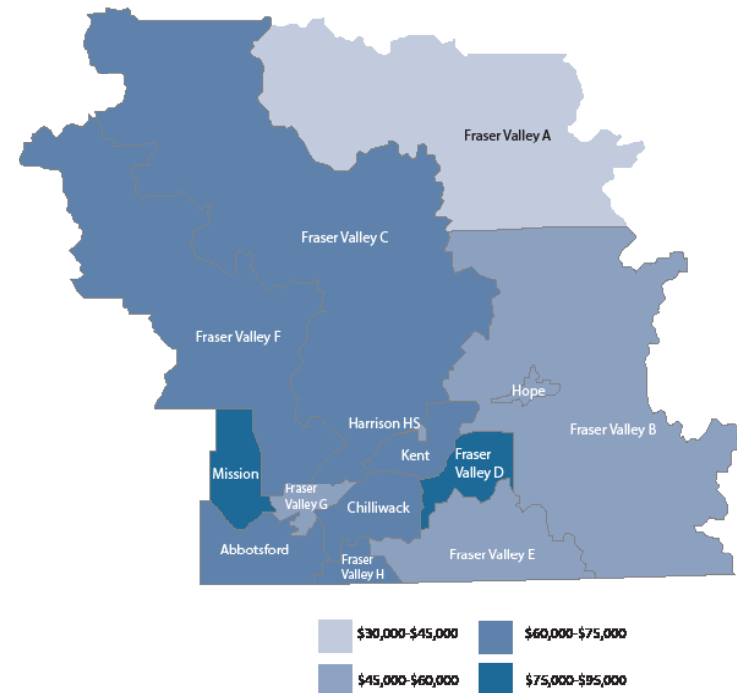 Fraser Valley A
Fraser Valley C
Fraser Valley F
Hope
Harrison HS
Fraser Valley B
Kent
Fraser
Valley D
Mission
Fraser
Valley G
Chilliwack
Abbotsford
Fraser Valley E
Fraser
Valley H
$30,000-$45,000
$60,000-$75,000
$45,000-$60,000
$75,000-$95,000